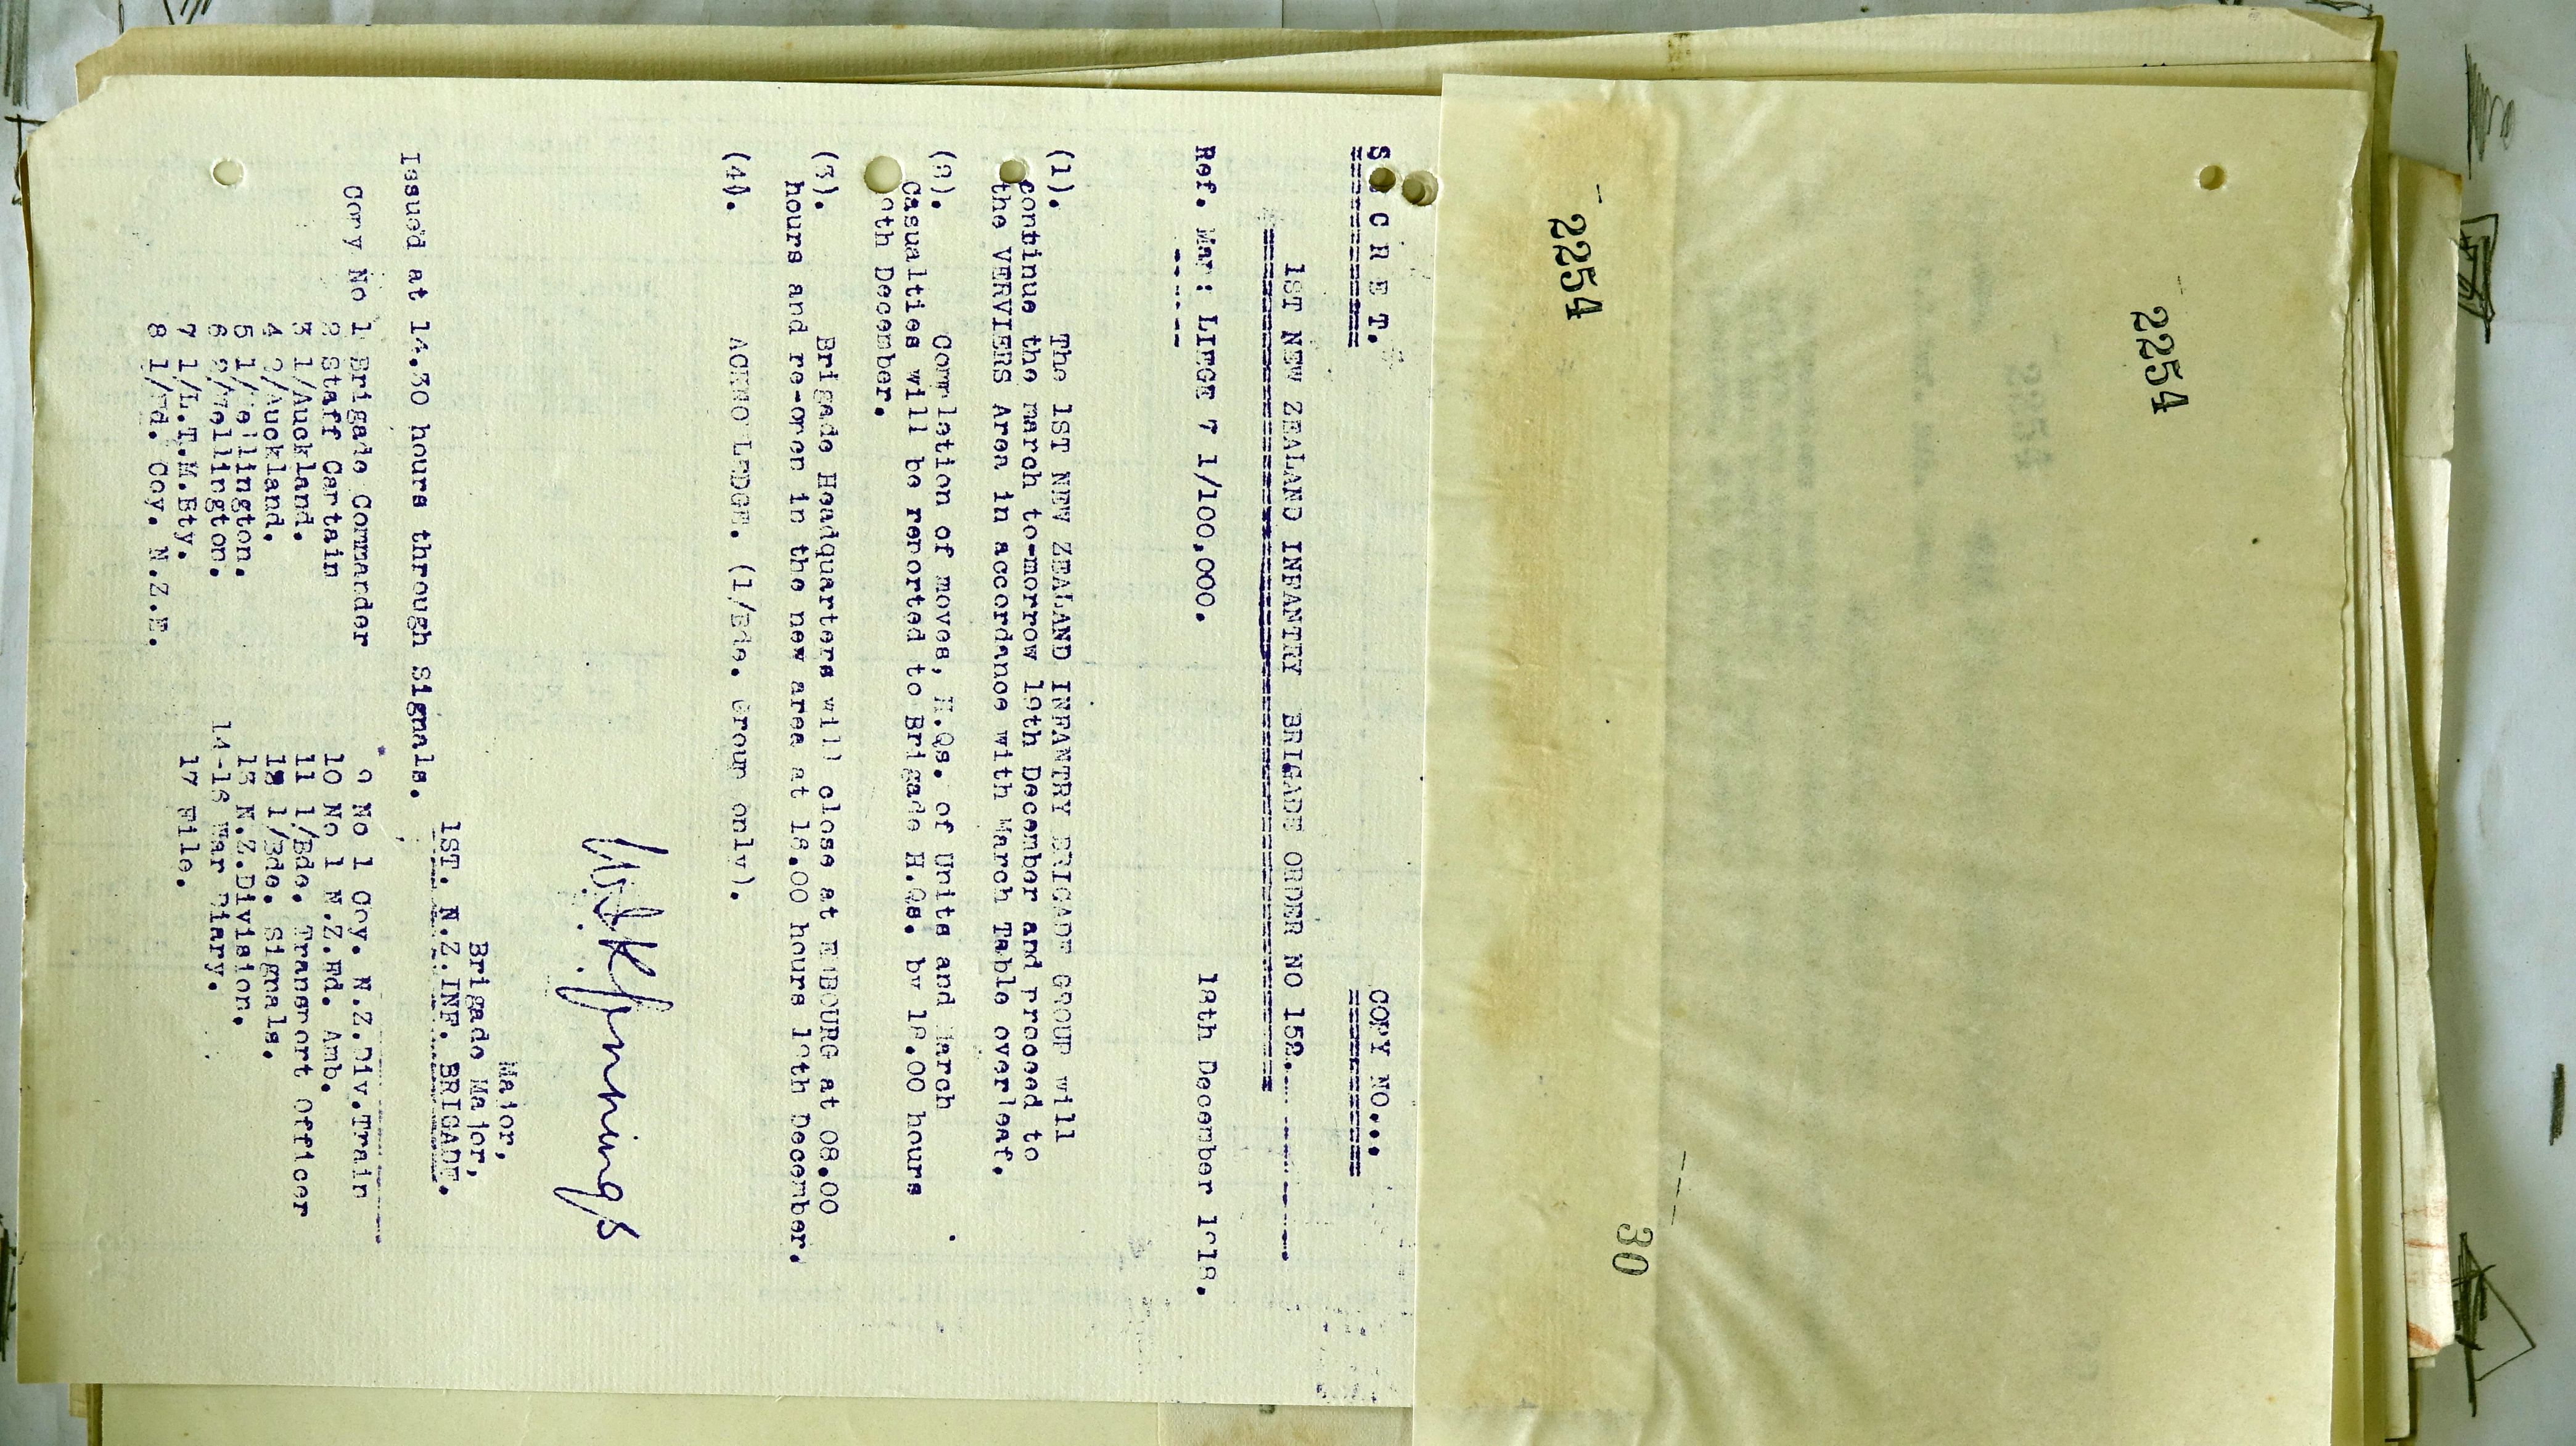 2254
2254
30
S E C R E T.
COPY NO...
1ST NEW ZEALAND INFANTRY BRIGADE ORDER NO 152.
Ref. Map: LIEGE 7 1/100,000.
18th December 1918.
(1). The 1ST NEW ZEALAND INFANTRY BRIGADE GROUP will
continue the march to-morrow 19th December and proceed to
the VERVIERS Area in accordance with March Table overleaf.
(2). Completion of moves, H.Qs. of Units and March
Casualties will be reported to Brigade H.Qs. by 18.00 hours
December.
(3). Brigade Headquarters will close at at 08.00
hours and re-open in the new area at 18.00 hours 19th December.
(4). ACKNOWLEDGE. (1/Bde. Group only).
W.I.K. Jennings
Major,
Brigade Major,
1ST. N.Z.INF. BRIGADE.
Issued at 14.30 hours through Signals.
Copy No 1 Brigade Commander
2 Staff Captain
3 1/Auckland.
4 2/Auckland.
5 1/Wellington.
6 2/Wellington.
7 1/L.T.M.Bty.
8 1/Fd. Coy. N.Z.E.
9 No 1 Coy. N.Z.Div.Train
10 No 1 N.Z.Fd. Amb.
11 1/Bde. Transport Officer
12 1/Bde. Signals.
13 N.Z.Division.
14-16 War Diary.
17 File.